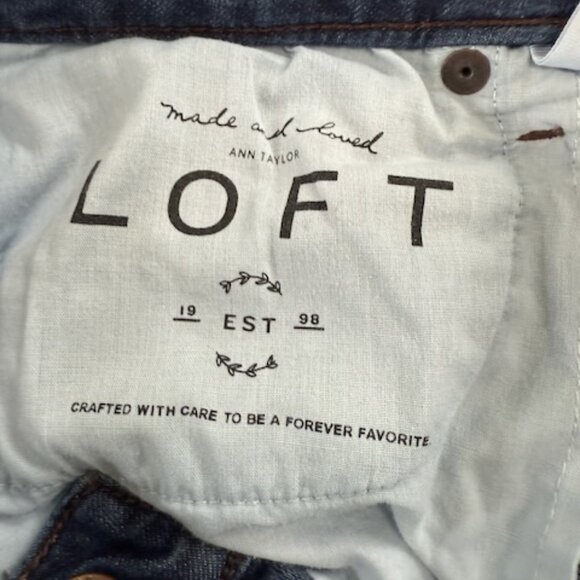 made and loved
ANN TAYLOR
LOFT
19 EST 98
CRAFTED WITH CARE TO BE A FOREVER FAVORITE